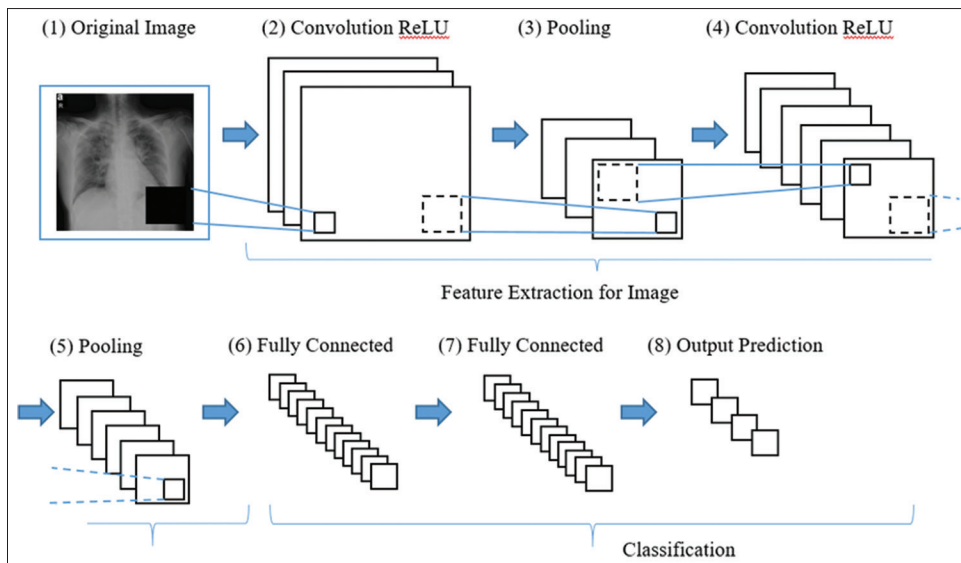 (1) Original Image
(2) Convolution ReLU
(3) Pooling
(4) Convolution ReLU
a
Feature Extraction for Image
(5) Pooling
(6) Fully Connected
(7) Fully Connected
(8) Output Prediction
Classification